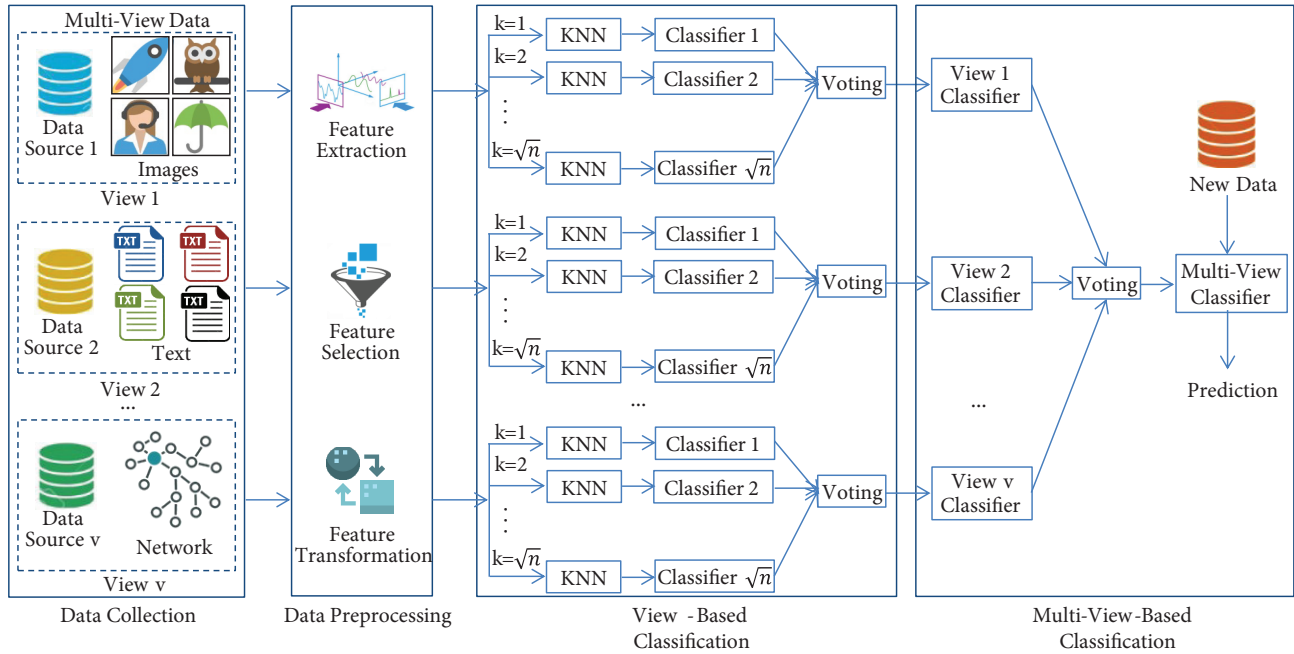 Multi-View Data
Data
Source 1
Images
View 1
TXT
TXT
TXT
TXT
Data
Source 2
Text
View 2
...
Data
Source v
Network
View v
Data Collection
Feature
Extraction
Feature
Selection
Feature
Transformation
Data Preprocessing
k=1
KNN
Classifier 1
k=2
KNN
Classifier 2
⋮
k=√n
KNN
Classifier √n
Voting
k=1
KNN
Classifier 1
k=2
KNN
Classifier 2
⋮
k=√n
KNN
Classifier √n
Voting
...
k=1
KNN
Classifier 1
k=2
KNN
Classifier 2
⋮
k=√n
KNN
Classifier √n
Voting
View -Based
Classification
View 1
Classifier
View 2
Classifier
...
View v
Classifier
Voting
New Data
Multi-View
Classifier
Prediction
Multi-View-Based
Classification